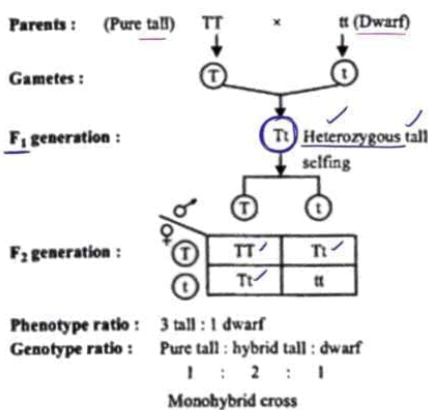 Parents : (Pure tall) TT × tt (Dwarf)
Gametes : T t
F₁ generation : Tt Heterozygous tall
selfing
♂ T t
♀
F₂ generation : T TT Tt
t Tt tt
Phenotype ratio : 3 tall : 1 dwarf
Genotype ratio : Pure tall : hybrid tall : dwarf
1 : 2 : 1
Monohybrid cross